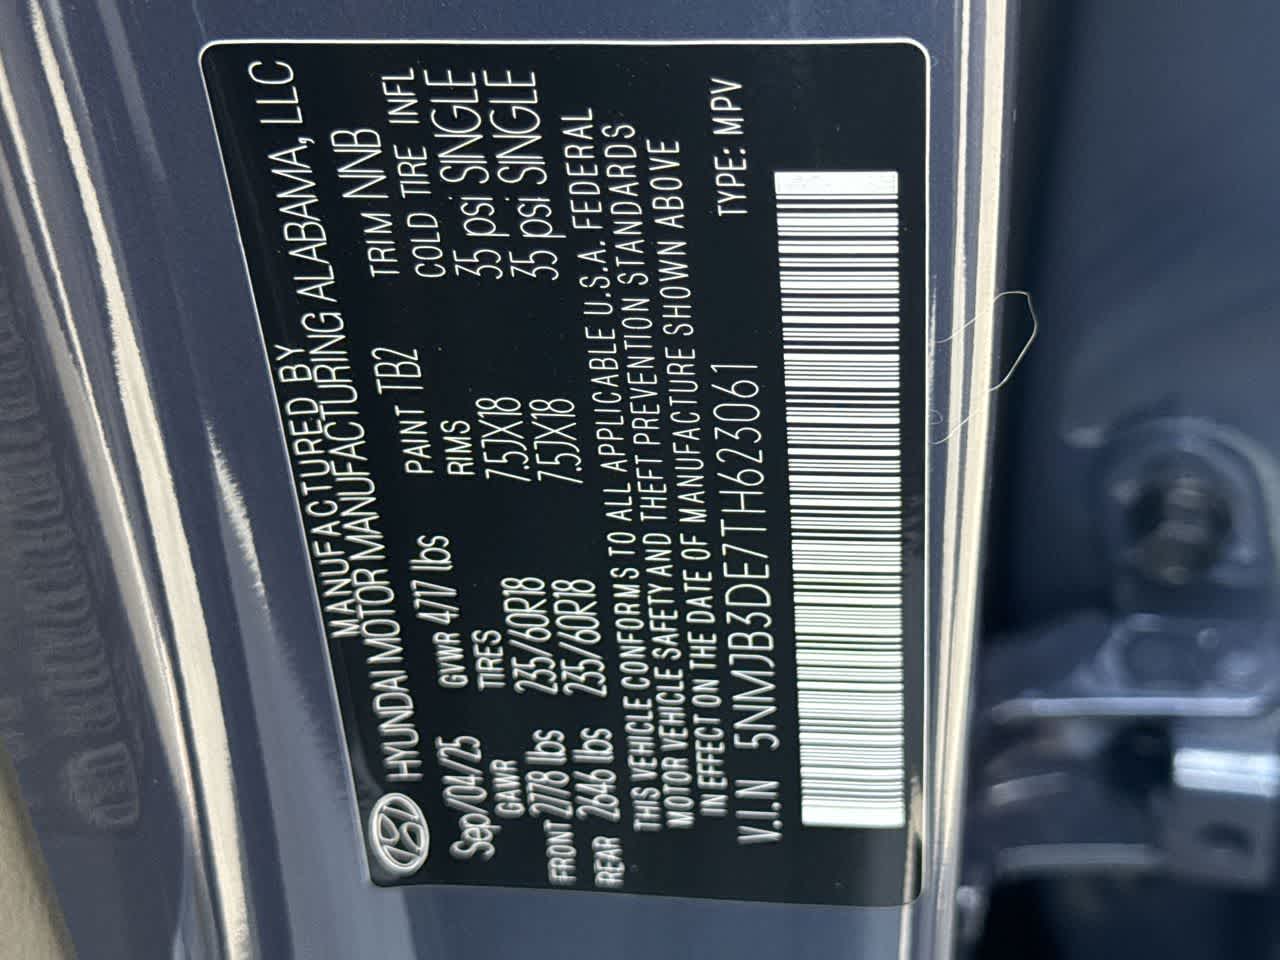 MANUFACTURED BY
HYUNDAI MOTOR MANUFACTURING ALABAMA, LLC
Sep/04/25 GVWR 4717 lbs PAINT TB2 TRIM NNB
GAWR TIRES RIMS COLD TIRE INFL
FRONT 2778 lbs 235/60R18 7.5JX18 35 psi SINGLE
REAR 2646 lbs 235/60R18 7.5JX18 35 psi SINGLE
THIS VEHICLE CONFORMS TO ALL APPLICABLE U.S.A. FEDERAL
MOTOR VEHICLE SAFETY AND THEFT PREVENTION STANDARDS
IN EFFECT ON THE DATE OF MANUFACTURE SHOWN ABOVE
V.I.N 5NMJB3DE7TH623061 TYPE: MPV